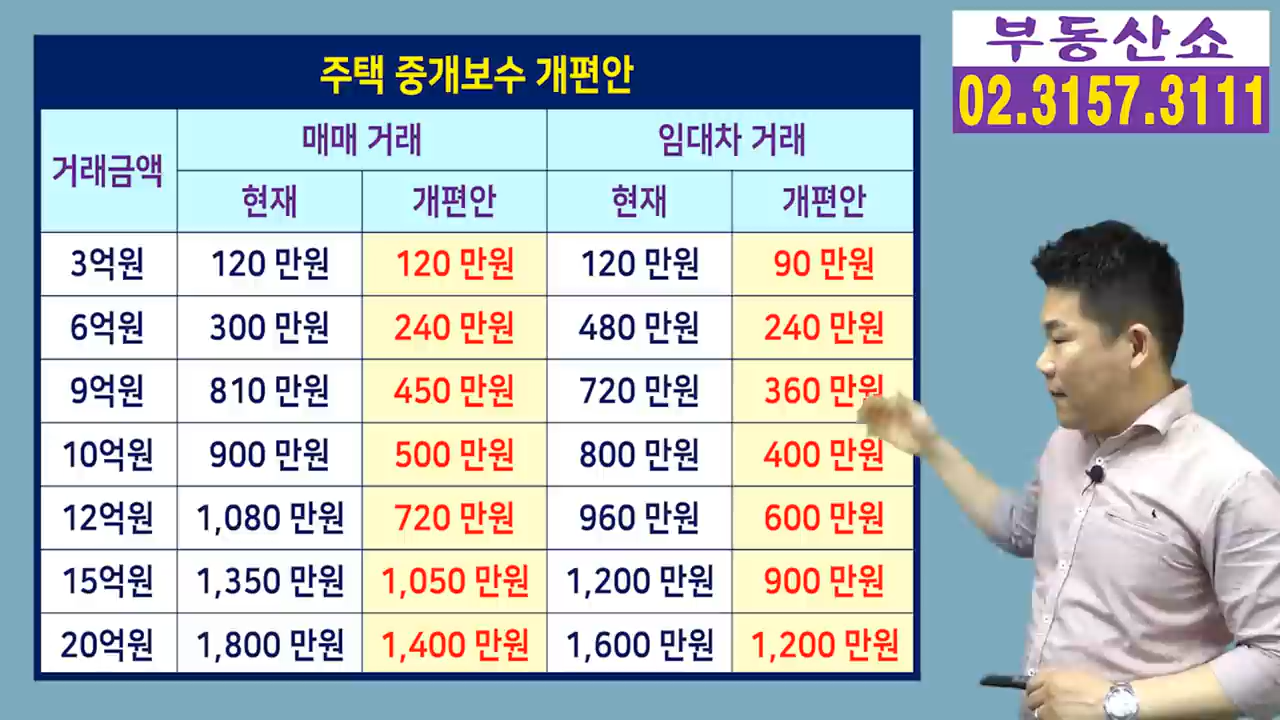 부동산쇼
02.3157.3111
주택 중개보수 개편안
거래금액 매매 거래 임대차 거래
현재 개편안 현재 개편안
3억원 120 만원 120 만원 120 만원 90 만원
6억원 300 만원 240 만원 480 만원 240 만원
9억원 810 만원 450 만원 720 만원 360 만원
10억원 900 만원 500 만원 800 만원 400 만원
12억원 1,080 만원 720 만원 960 만원 600 만원
15억원 1,350 만원 1,050 만원 1,200 만원 900 만원
20억원 1,800 만원 1,400 만원 1,600 만원 1,200 만원